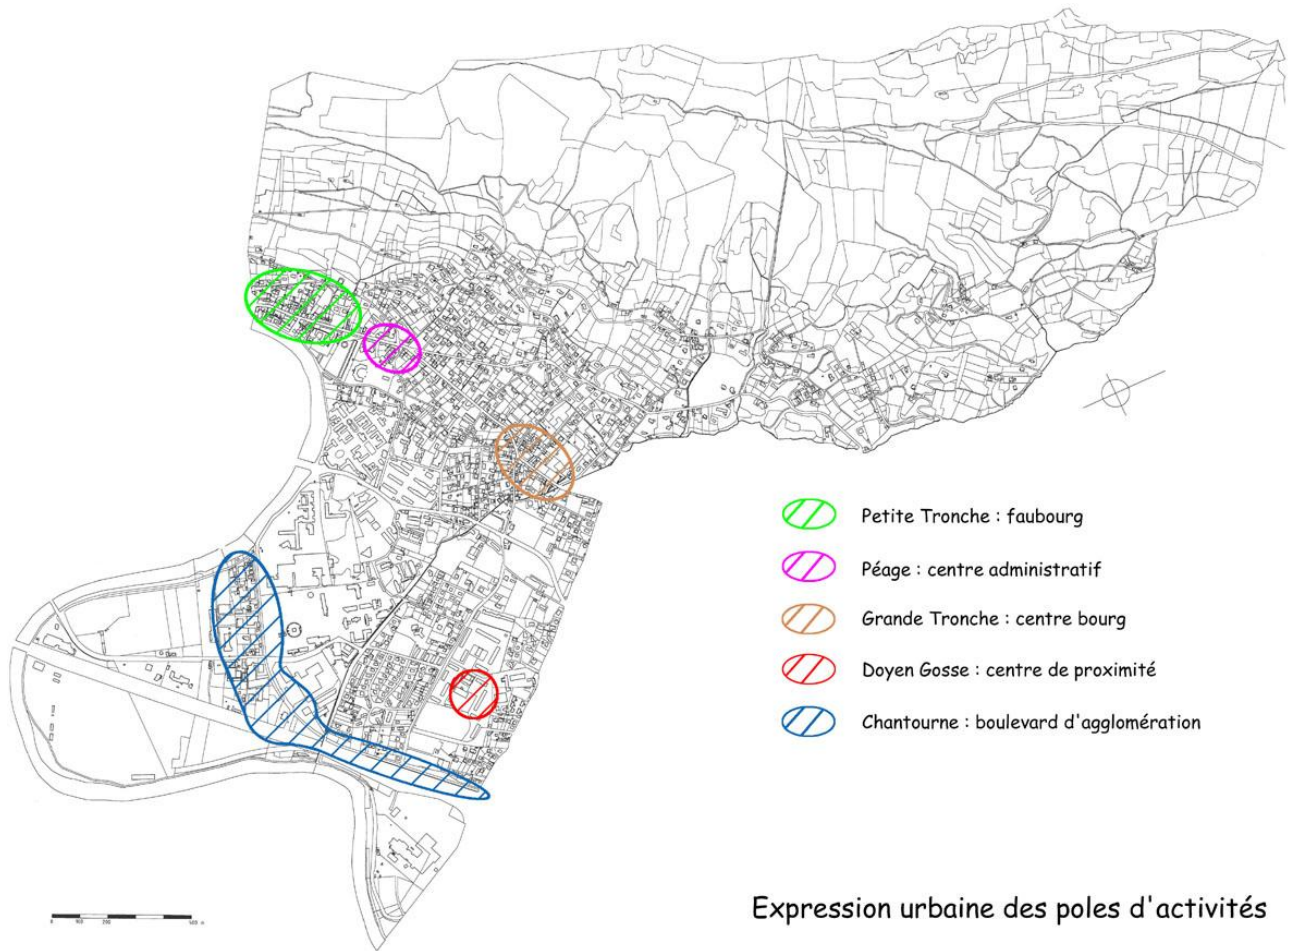 Petite Tronche : faubourg
Péage : centre administratif
Grande Tronche : centre bourg
Doyen Gosse : centre de proximité
Chantourne : boulevard d'agglomération
Expression urbaine des poles d'activités